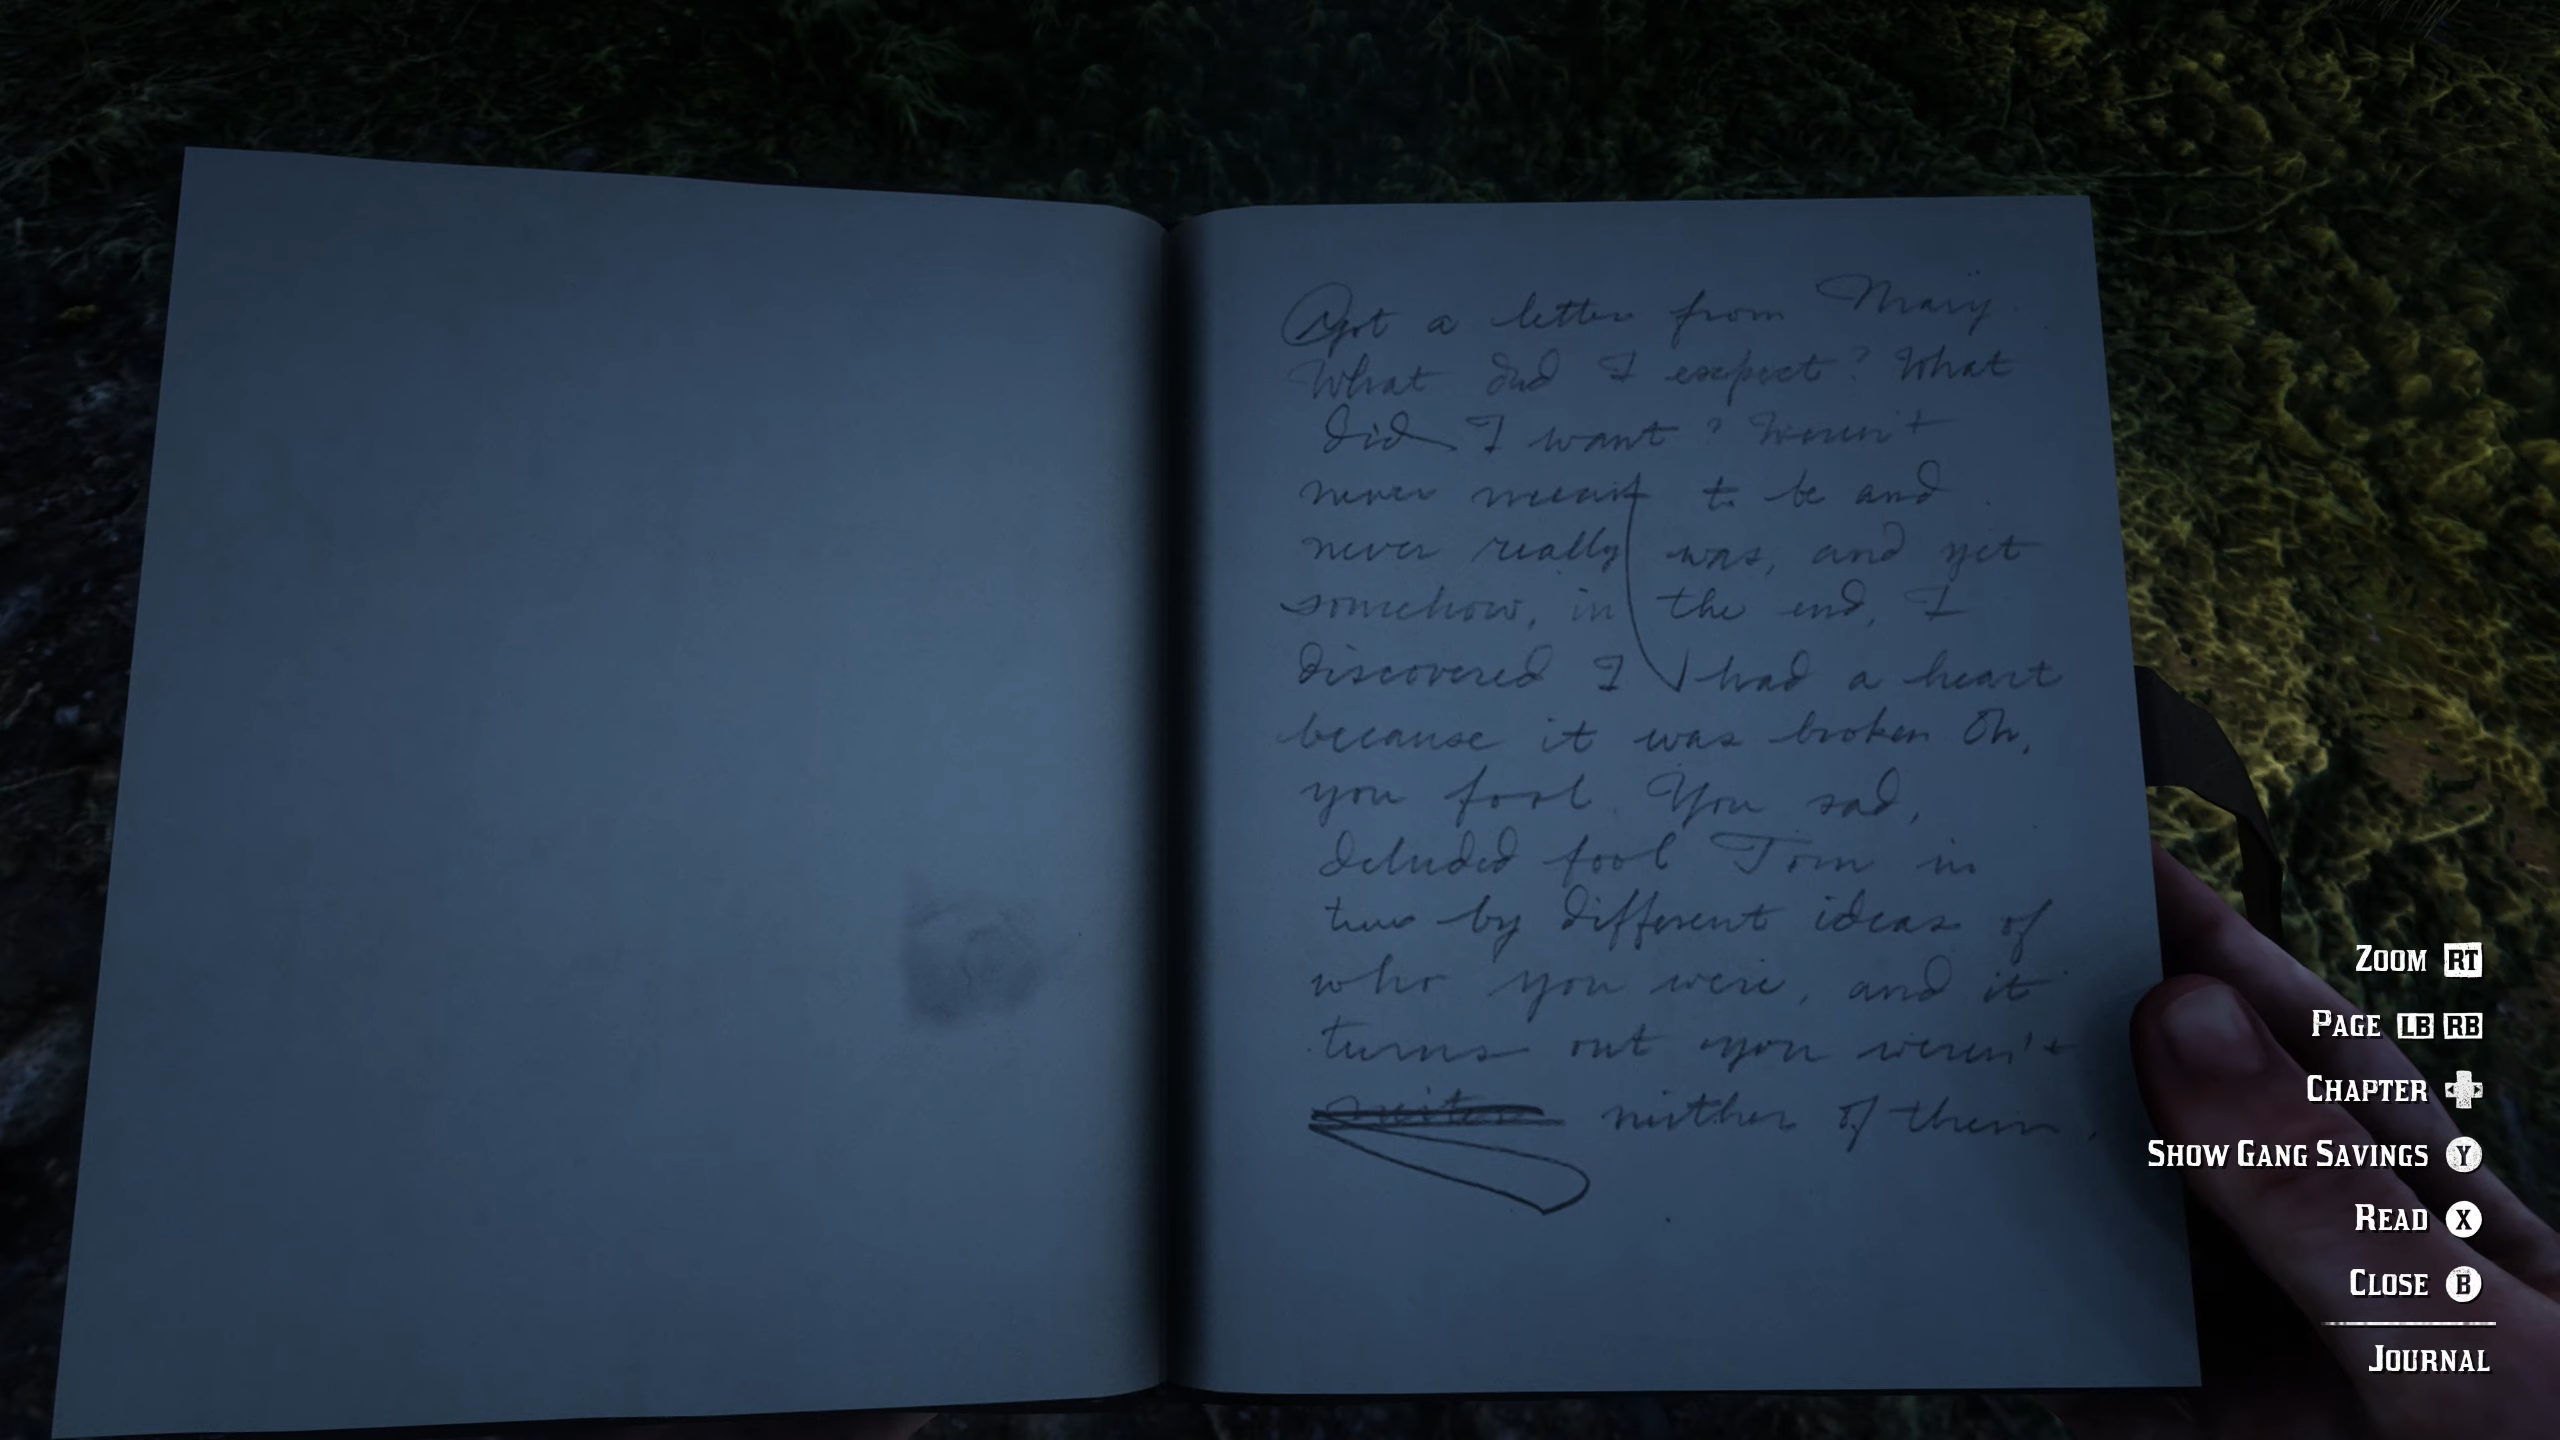 Got a letter from Mary.
What did I expect? What
did I want? Weren't
never meant to be and
never really was, and yet
somehow, in the end, I
discovered I had a heart
because it was broken. Oh,
you fool. You sad,
deluded fool. Torn in
two by different ideas of
who you were, and it
turns out you weren't
neither of them.
ZOOM RT
PAGE LB RB
CHAPTER
SHOW GANG SAVINGS Y
READ X
CLOSE B
JOURNAL